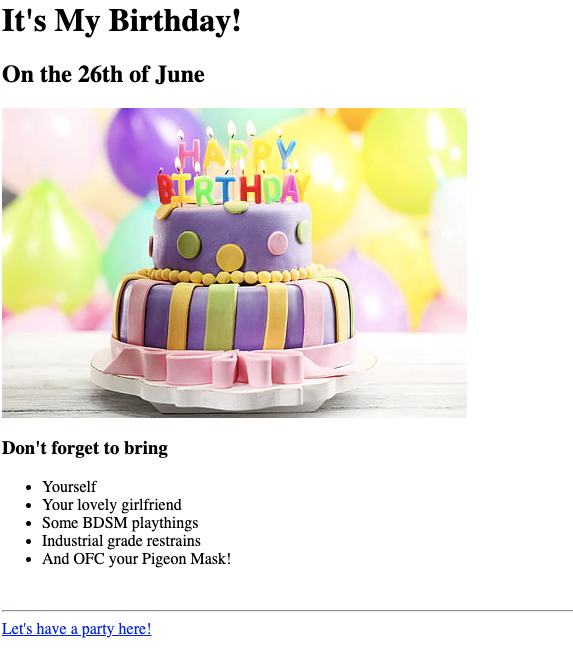 It's My Birthday!
On the 26th of June
HAPPY
BIRTHDAY
Don't forget to bring
Yourself
Your lovely girlfriend
Some BDSM playthings
Industrial grade restrains
And OFC your Pigeon Mask!
Let's have a party here!